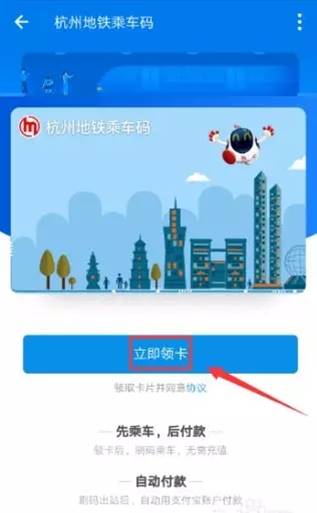 杭州地铁乘车码
杭州地铁乘车码
立即领卡
领取卡片并同意协议
先乘车，后付款
领卡后，刷码乘车，无需充值
自动付款
刷码出站后，自动用支付宝账户付款